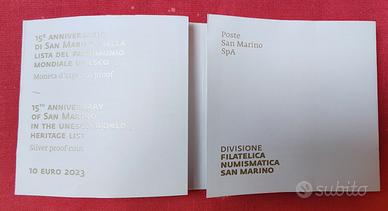 15º ANNIVERSARIO
DI SAN MARINO NELLA
LISTA DEL PATRIMONIO
MONDIALE UNESCO
Moneta d'argento proof
15TH ANNIVERSARY
OF SAN MARINO
IN THE UNESCO WORLD
HERITAGE LIST
Silver proof coin
10 EURO 2023
Poste
San Marino
SpA
DIVISIONE
FILATELICA
NUMISMATICA
SAN MARINO
subito